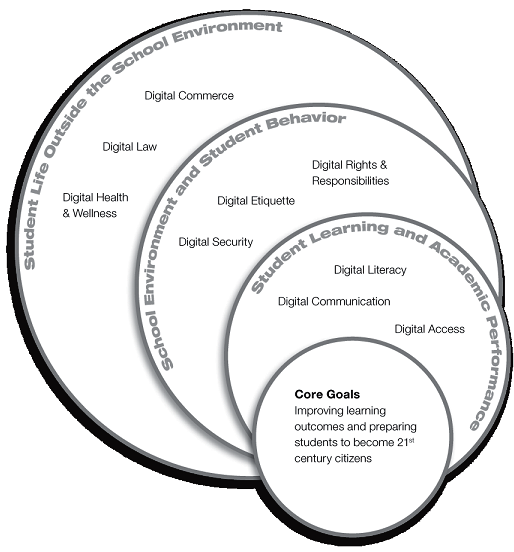 Student Life Outside the School Environment
Digital Commerce
Digital Law
Digital Health
& Wellness
School Environment and Student Behavior
Digital Rights &
Responsibilities
Digital Etiquette
Digital Security
Student Learning and Academic Performance
Digital Literacy
Digital Communication
Digital Access
Core Goals
Improving learning
outcomes and preparing
students to become 21st
century citizens